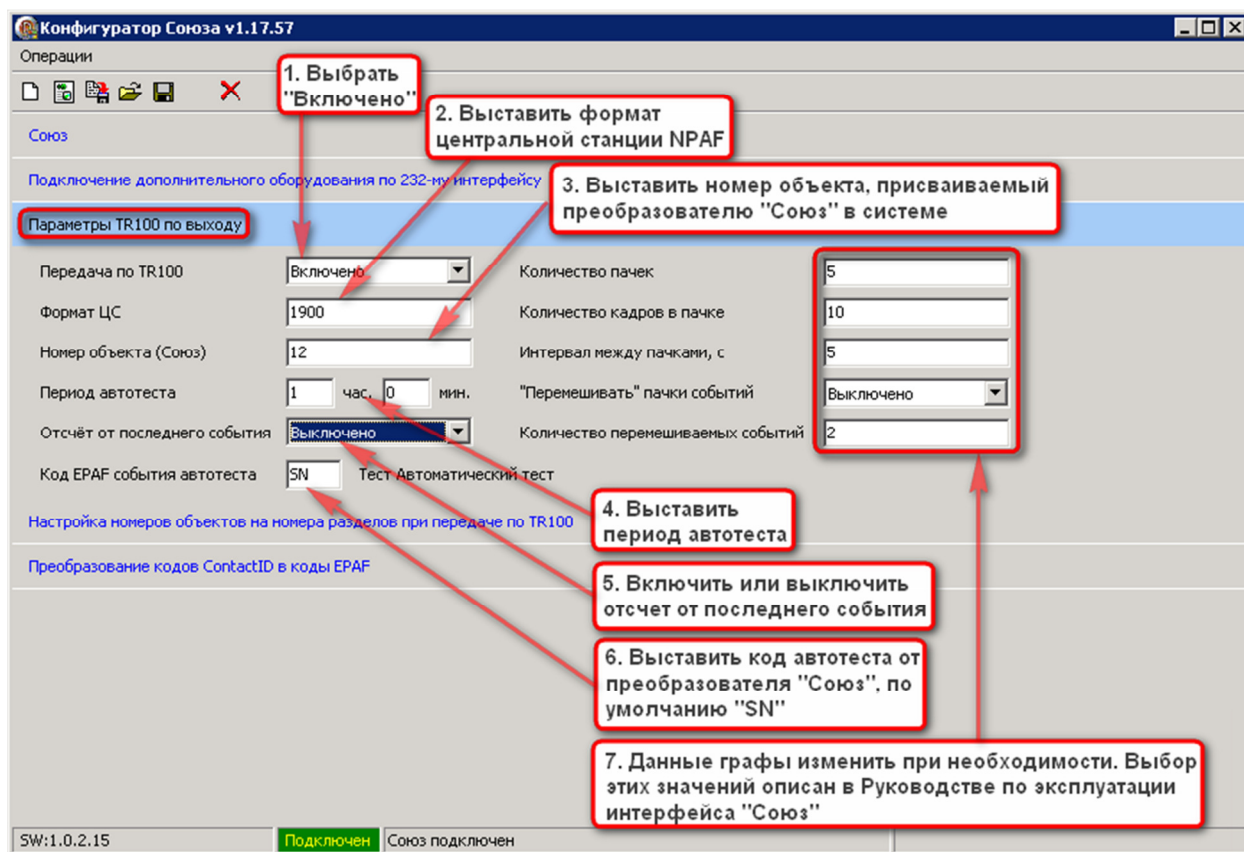 Конфигуратор Союза v1.17.57
Операции
1. Выбрать
"Включено"
2. Выставить формат
центральной станции NPAF
Союз
Подключение дополнительного оборудования по 232-му интерфейсу
3. Выставить номер объекта, присваиваемый
преобразователю "Союз" в системе
Параметры TR100 по выходу
Передача по TR100
Включено
Количество пачек
5
Формат ЦС
1900
Количество кадров в пачке
10
Номер объекта (Союз)
12
Интервал между пачками, с
5
Период автотеста
1
час.
0
мин.
"Перемешивать" пачки событий
Выключено
Отсчёт от последнего события
Выключено
Количество перемешиваемых событий
2
Код EPAF события автотеста
SN
Тест Автоматический тест
4. Выставить
период автотеста
Настройка номеров объектов на номера разделов при передаче по TR100
Преобразование кодов ContactID в коды EPAF
5. Включить или выключить
отсчет от последнего события
6. Выставить код автотеста от
преобразователя "Союз", по
умолчанию "SN"
7. Данные графы изменить при необходимости. Выбор
этих значений описан в Руководстве по эксплуатации
интерфейса "Союз"
SW:1.0.2.15
Подключен
Союз подключен